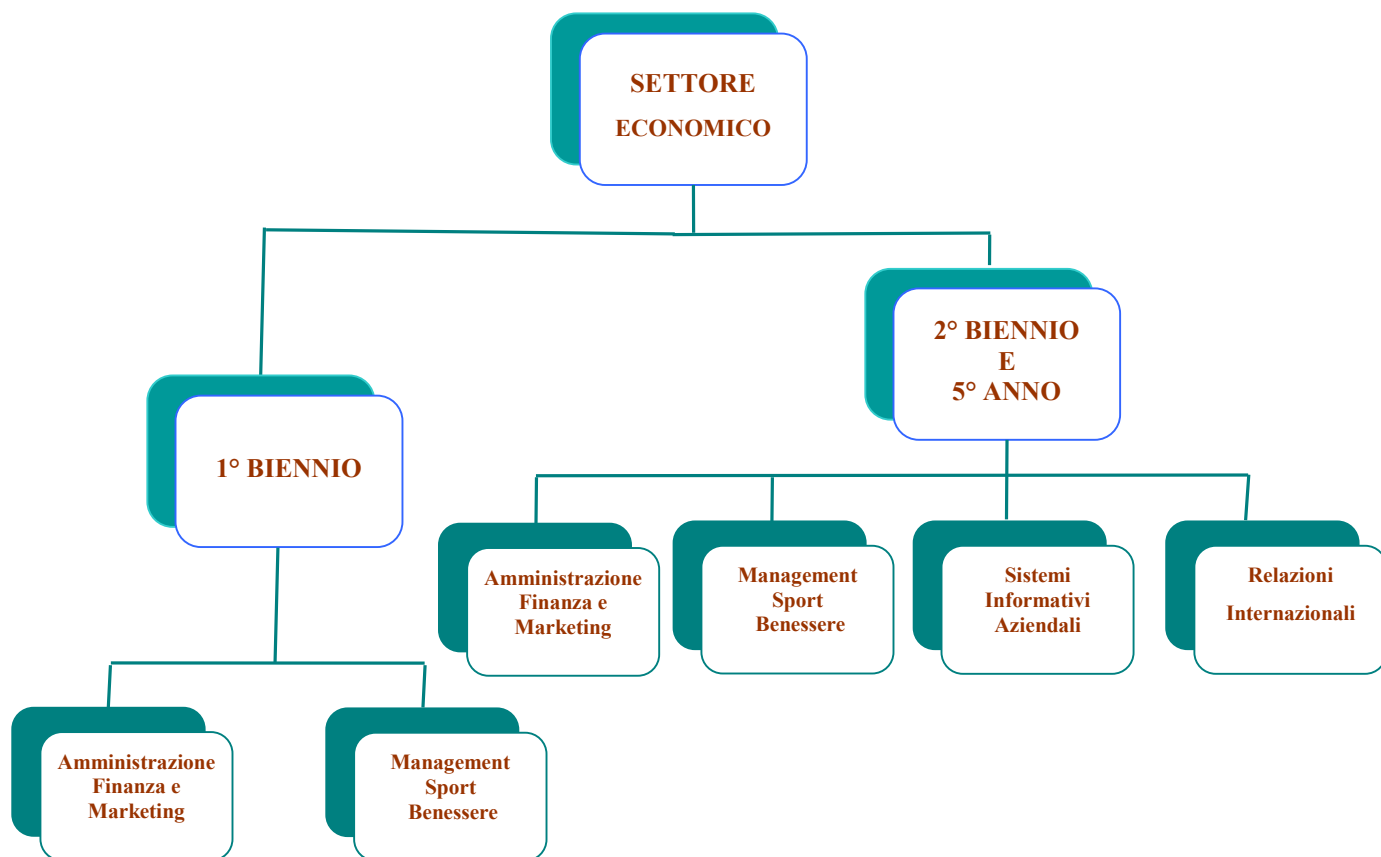 SETTORE
ECONOMICO
2° BIENNIO
E
5° ANNO
1° BIENNIO
Amministrazione
Finanza e
Marketing
Management
Sport
Benessere
Sistemi
Informativi
Aziendali
Relazioni
Internazionali
Amministrazione
Finanza e
Marketing
Management
Sport
Benessere